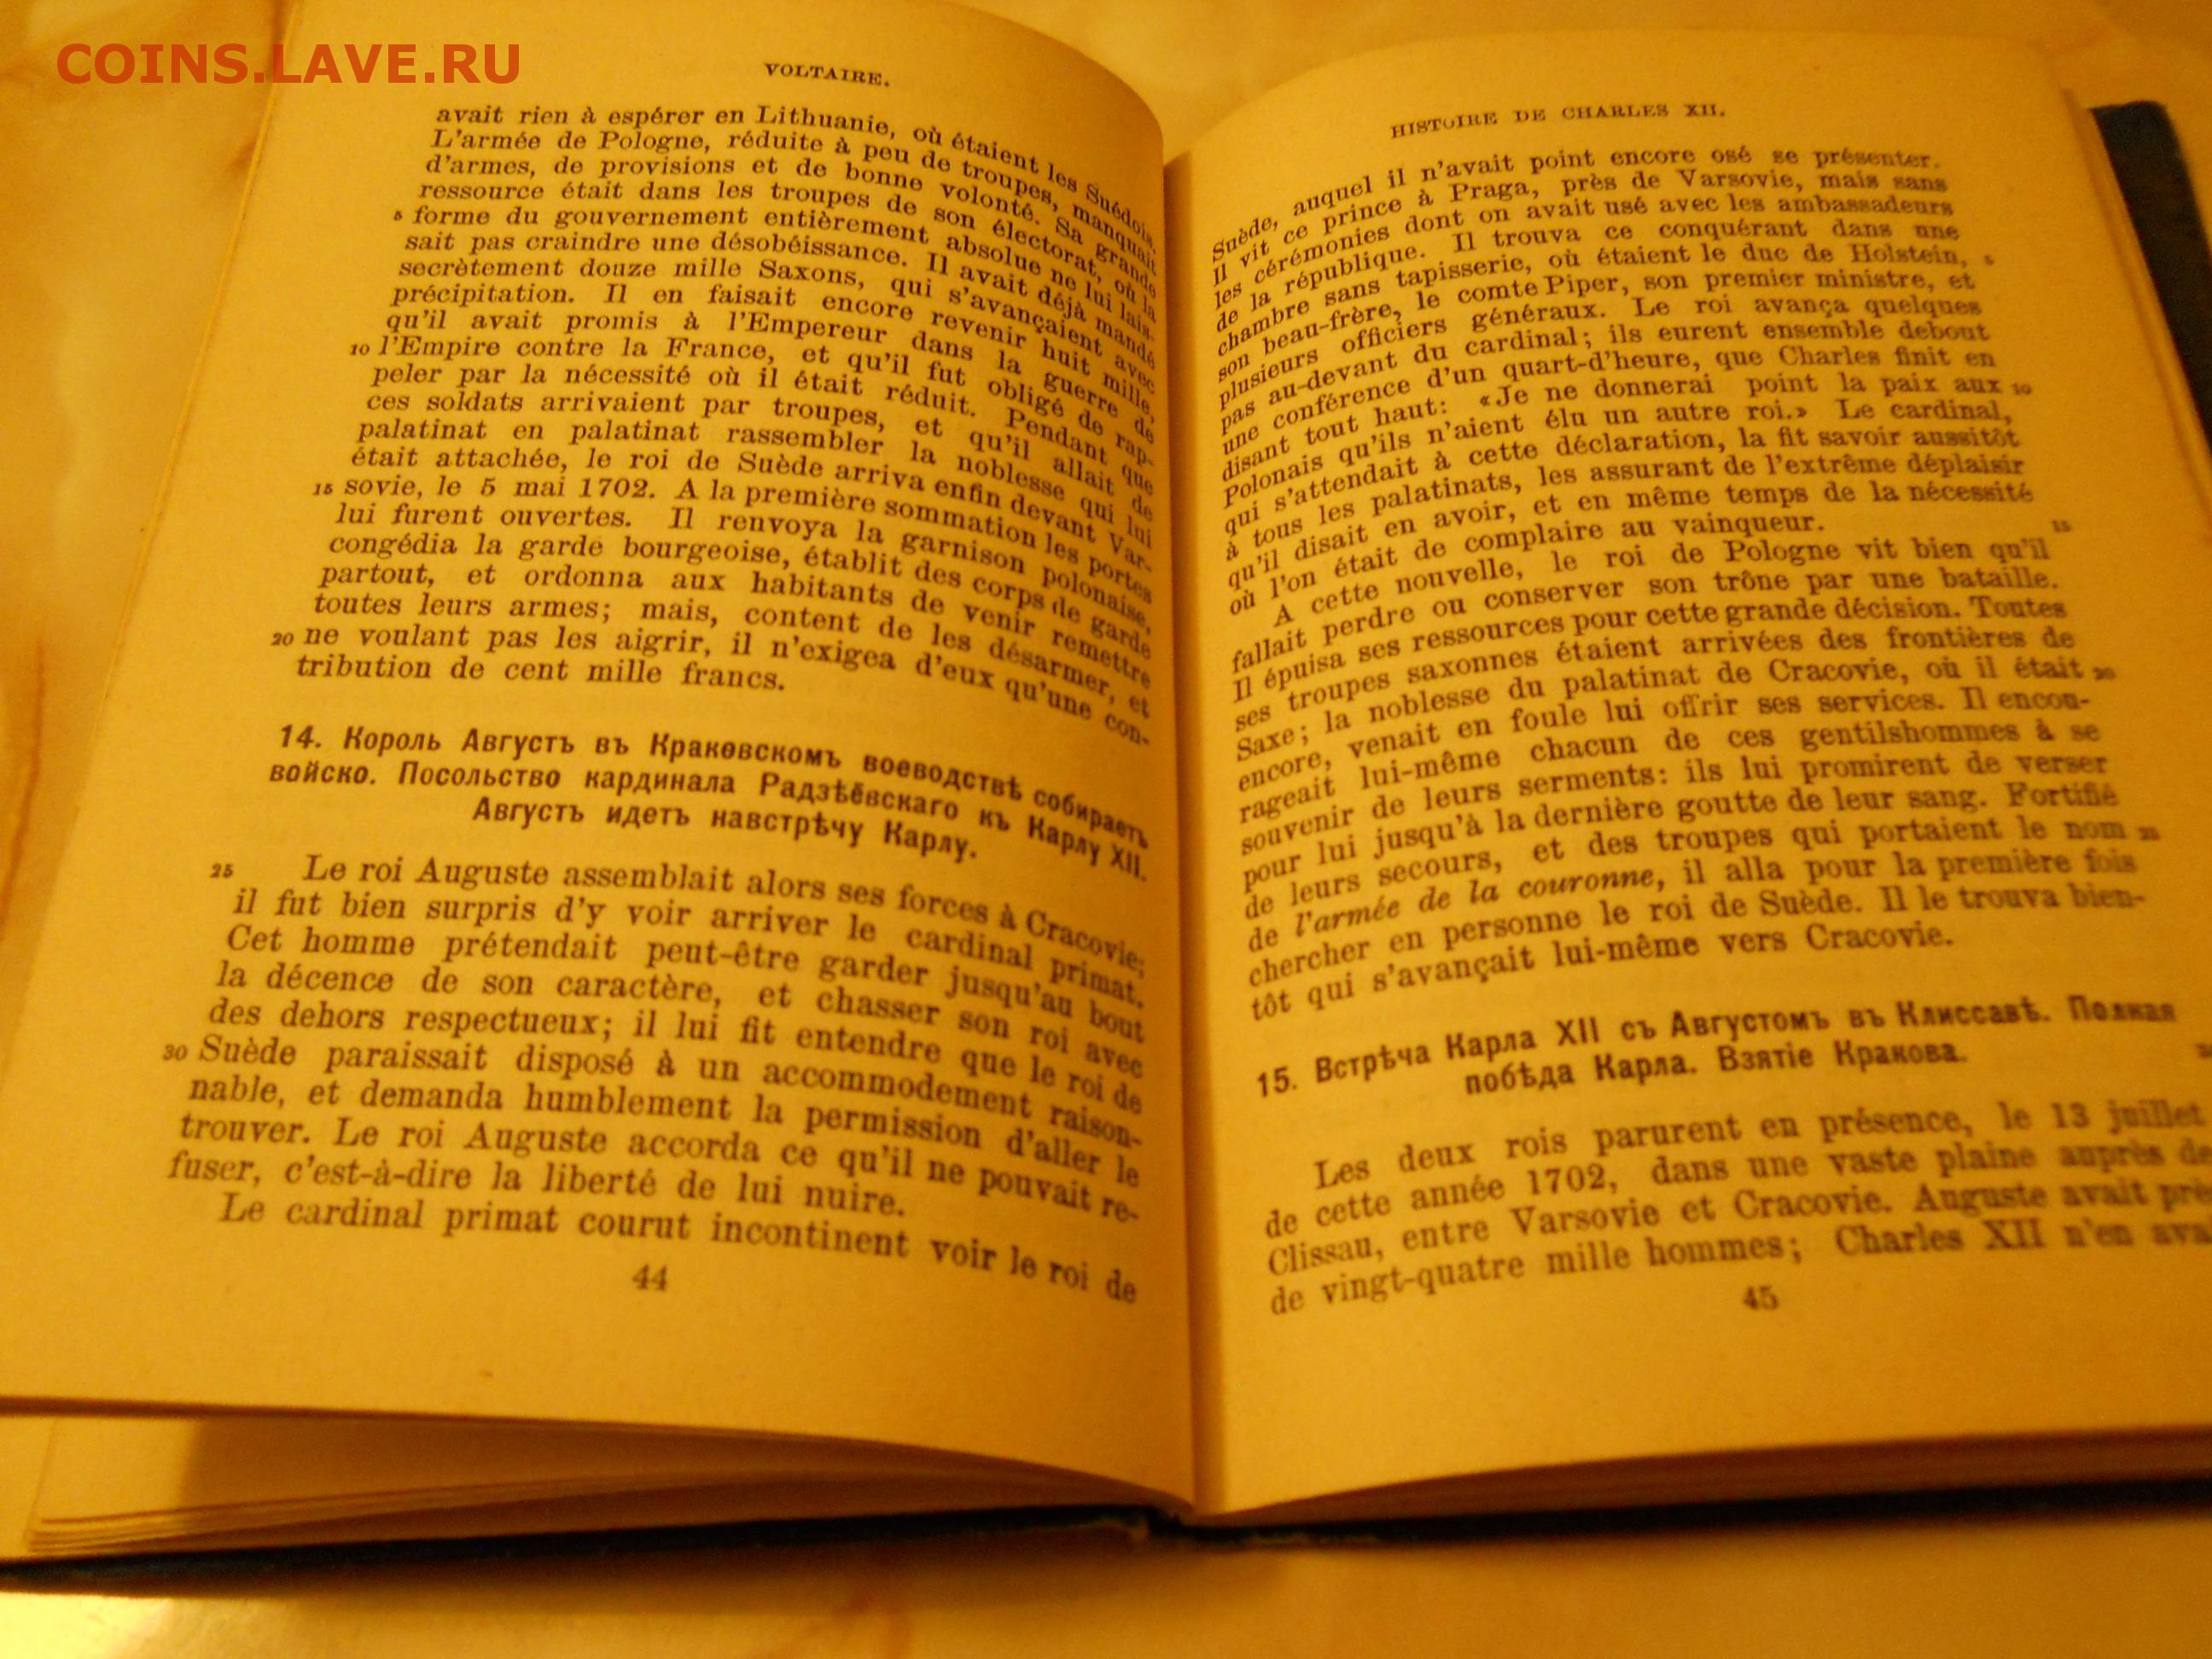 COINS.LAVE.RU
VOLTAIRE.
avait rien à espérer en Lithuanie, où étaient les Suédois.
L'armée de Pologne, réduite à peu de troupes, manquait
d'armes, de provisions et de bonne volonté. Sa grande
ressource était dans les troupes de son électorat, où la
5 forme du gouvernement entièrement absolue ne lui lais-
sait pas craindre une désobéissance. Il avait déjà mandé
secrètement douze mille Saxons, qui s'avançaient avec
précipitation. Il en faisait encore revenir huit mille,
qu'il avait promis à l'Empereur dans la guerre de
10 l'Empire contre la France, et qu'il fut obligé de rap-
peler par la nécessité où il était réduit. Pendant que
ces soldats arrivaient par troupes, et qu'il allait de
palatinat en palatinat rassembler la noblesse qui lui
était attachée, le roi de Suède arriva enfin devant Var-
15 sovie, le 5 mai 1702. A la première sommation les portes
lui furent ouvertes. Il renvoya la garnison polonaise,
congédia la garde bourgeoise, établit des corps de garde
partout, et ordonna aux habitants de venir remettre
toutes leurs armes; mais, content de les désarmer, et
20 ne voulant pas les aigrir, il n'exigea d'eux qu'une con-
tribution de cent mille francs.
14. Король Августъ въ Краковскомъ воеводствѣ собираетъ
войско. Посольство кардинала Радзѣёвскаго къ Карлу XII.
Августъ идетъ навстрѣчу Карлу.
25 Le roi Auguste assemblait alors ses forces à Cracovie;
il fut bien surpris d'y voir arriver le cardinal primat.
Cet homme prétendait peut-être garder jusqu'au bout
la décence de son caractère, et chasser son roi avec
des dehors respectueux; il lui fit entendre que le roi de
30 Suède paraissait disposé à un accommodement raison-
nable, et demanda humblement la permission d'aller le
trouver. Le roi Auguste accorda ce qu'il ne pouvait re-
fuser, c'est-à-dire la liberté de lui nuire.
Le cardinal primat courut incontinent voir le roi de
44
HISTOIRE DE CHARLES XII.
Suède, auquel il n'avait point encore osé se présenter.
Il vit ce prince à Praga, près de Varsovie, mais sans
les cérémonies dont on avait usé avec les ambassadeurs
de la république. Il trouva ce conquérant dans une
chambre sans tapisserie, où étaient le duc de Holstein, 5
son beau-frère, le comte Piper, son premier ministre, et
plusieurs officiers généraux. Le roi avança quelques
pas au-devant du cardinal; ils eurent ensemble debout
une conférence d'un quart-d'heure, que Charles finit en
disant tout haut: «Je ne donnerai point la paix aux 10
Polonais qu'ils n'aient élu un autre roi.» Le cardinal,
qui s'attendait à cette déclaration, la fit savoir aussitôt
à tous les palatinats, les assurant de l'extrême déplaisir
qu'il disait en avoir, et en même temps de la nécessité
où l'on était de complaire au vainqueur. 15
A cette nouvelle, le roi de Pologne vit bien qu'il
fallait perdre ou conserver son trône par une bataille.
Il épuisa ses ressources pour cette grande décision. Toutes
ses troupes saxonnes étaient arrivées des frontières de
Saxe; la noblesse du palatinat de Cracovie, où il était 20
encore, venait en foule lui offrir ses services. Il encou-
rageait lui-même chacun de ces gentilshommes à se
souvenir de leurs serments: ils lui promirent de verser
pour lui jusqu'à la dernière goutte de leur sang. Fortifié
de leurs secours, et des troupes qui portaient le nom 25
de l'armée de la couronne, il alla pour la première fois
chercher en personne le roi de Suède. Il le trouva bien-
tôt qui s'avançait lui-même vers Cracovie.
15. Встрѣча Карла XII съ Августомъ въ Клиссавѣ. Полная
побѣда Карла. Взятіе Кракова.
Les deux rois parurent en présence, le 13 juillet
de cette année 1702, dans une vaste plaine auprès de
Clissau, entre Varsovie et Cracovie. Auguste avait prè
de vingt-quatre mille hommes; Charles XII n'en ava
45